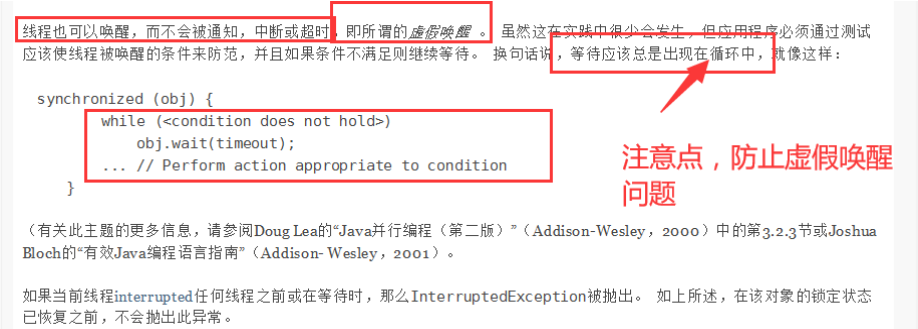 线程也可以唤醒，而不会被通知，中断或超时，即所谓的虚假唤醒 。 虽然这在实践中很少会发生，但应用程序必须通过测试
应该使线程被唤醒的条件来防范，并且如果条件不满足则继续等待。 换句话说，等待应该总是出现在循环中，就像这样：
synchronized (obj) {
while (<condition does not hold>)
obj.wait(timeout);
... // Perform action appropriate to condition
}
注意点，防止虚假唤醒
问题
（有关此主题的更多信息，请参阅Doug Lea的“Java并行编程（第二版）”（Addison-Wesley，2000）中的第3.2.3节或Joshua
Bloch的“有效Java编程语言指南”（Addison- Wesley，2001）。
如果当前线程interrupted任何线程之前或在等待时，那么InterruptedException被抛出。 如上所述，在该对象的锁定状态
已恢复之前，不会抛出此异常。